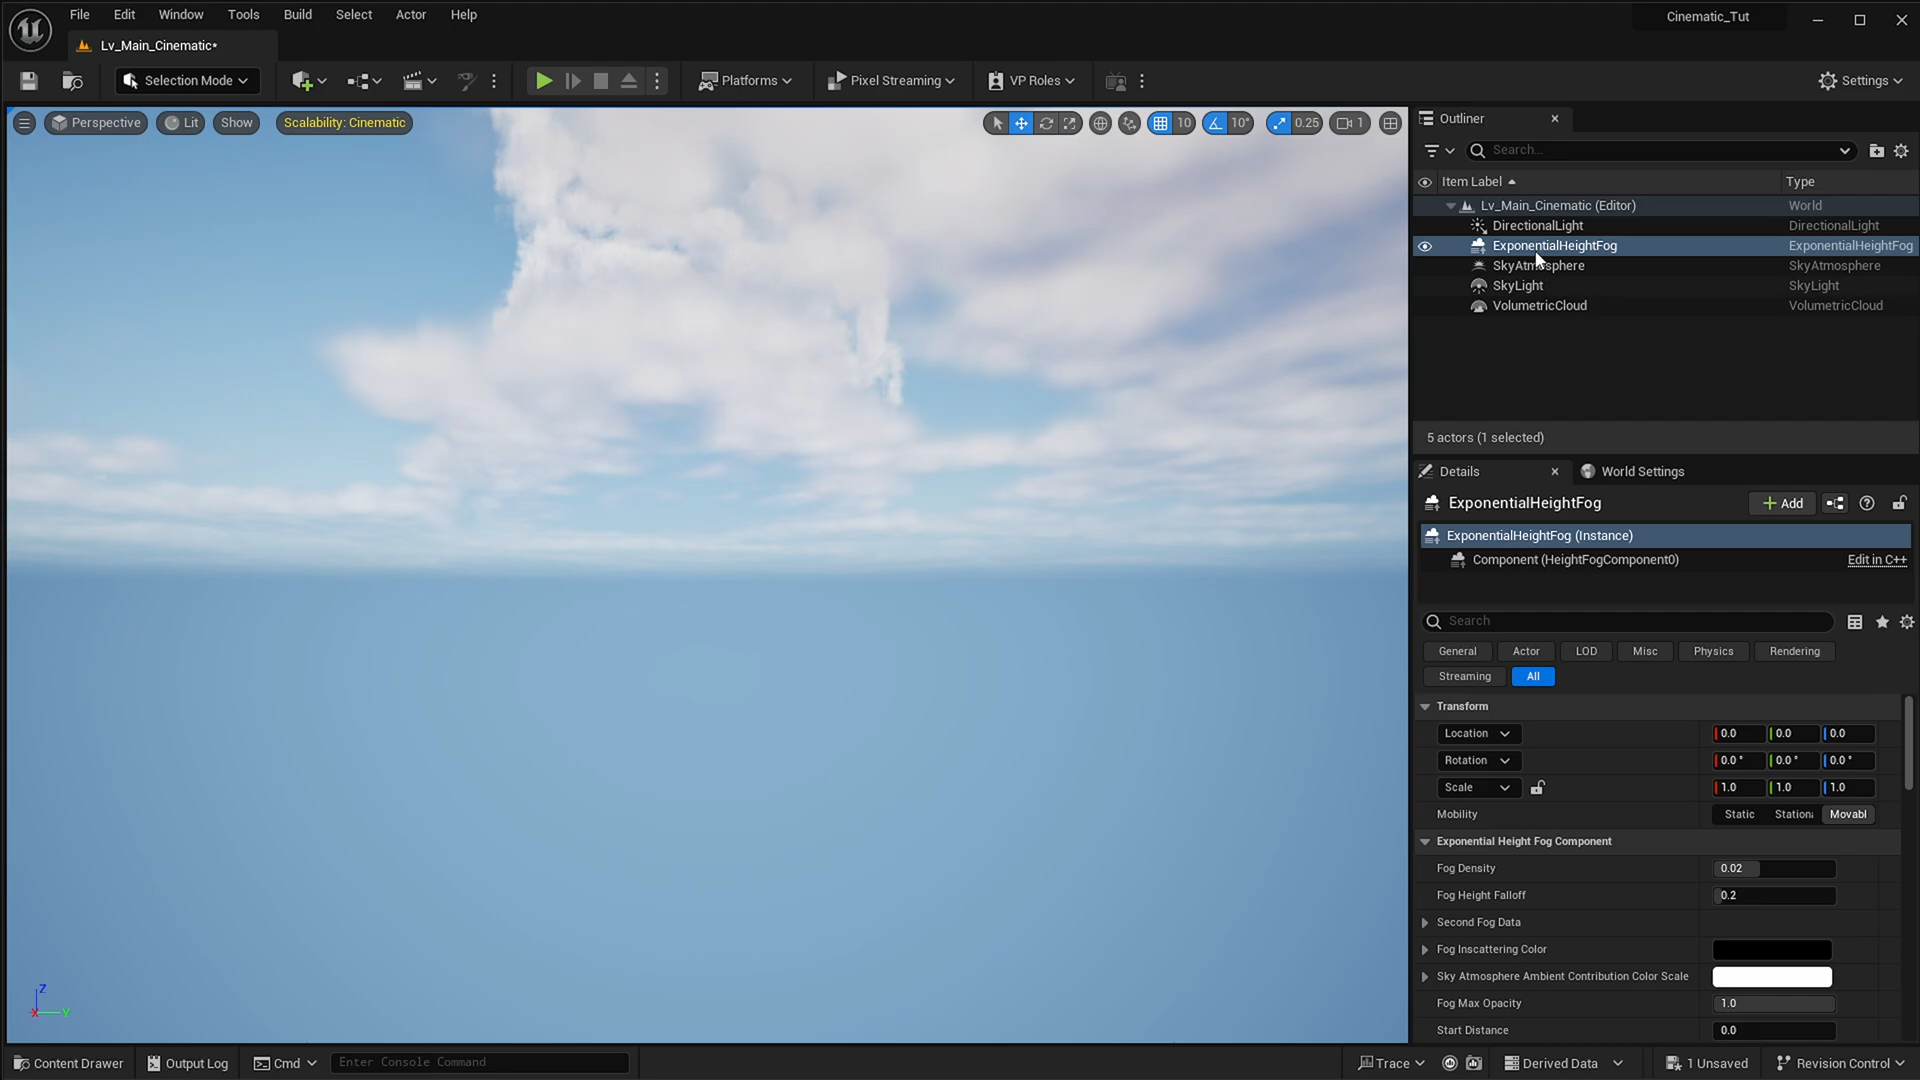 File Edit Window Tools Build Select Actor Help
Cinematic_Tut
Lv_Main_Cinematic*
Selection Mode
Platforms
Pixel Streaming
VP Roles
Settings
Perspective Lit Show Scalability: Cinematic
10 10° 0.25 1
Outliner
Search...
Item Label Type
Lv_Main_Cinematic (Editor) World
DirectionalLight DirectionalLight
ExponentialHeightFog ExponentialHeightFog
SkyAtmosphere SkyAtmosphere
SkyLight SkyLight
VolumetricCloud VolumetricCloud
5 actors (1 selected)
Details World Settings
ExponentialHeightFog Add
ExponentialHeightFog (Instance)
Component (HeightFogComponent0) Edit in C++
Search
General Actor LOD Misc Physics Rendering
Streaming All
Transform
Location 0.0 0.0 0.0
Rotation 0.0 ° 0.0 ° 0.0 °
Scale 1.0 1.0 1.0
Mobility Static Station Movabl
Exponential Height Fog Component
Fog Density 0.02
Fog Height Falloff 0.2
Second Fog Data
Fog Inscattering Color
Sky Atmosphere Ambient Contribution Color Scale
Fog Max Opacity 1.0
Start Distance 0.0
Z
X Y
Content Drawer Output Log Cmd Enter Console Command Trace Derived Data 1 Unsaved Revision Control